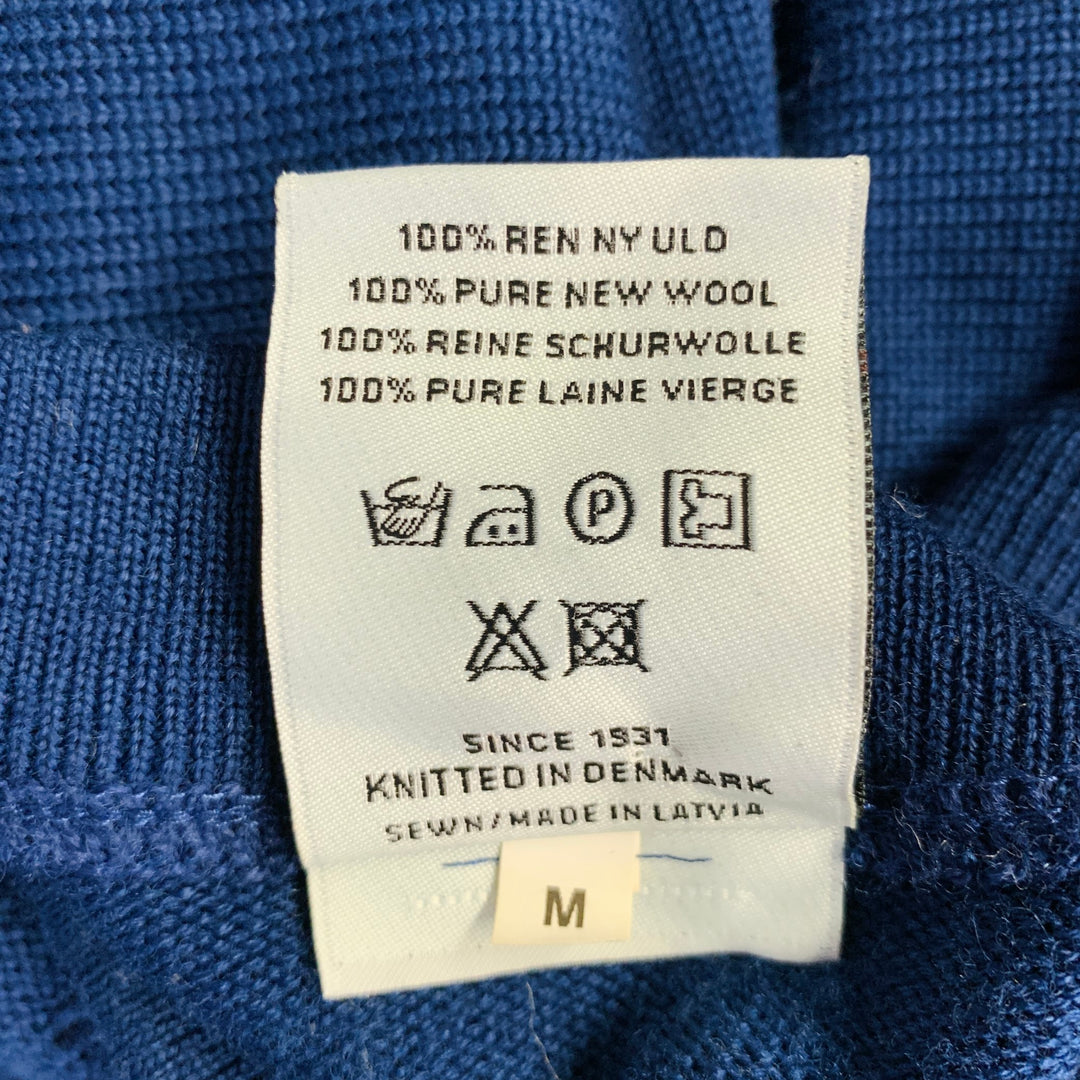 100% REN NY ULD
100% PURE NEW WOOL
100% REINE SCHURWOLLE
100% PURE LAINE VIERGE
P
SINCE 1931
KNITTED IN DENMARK
SEWN/MADE IN LATVIA
M